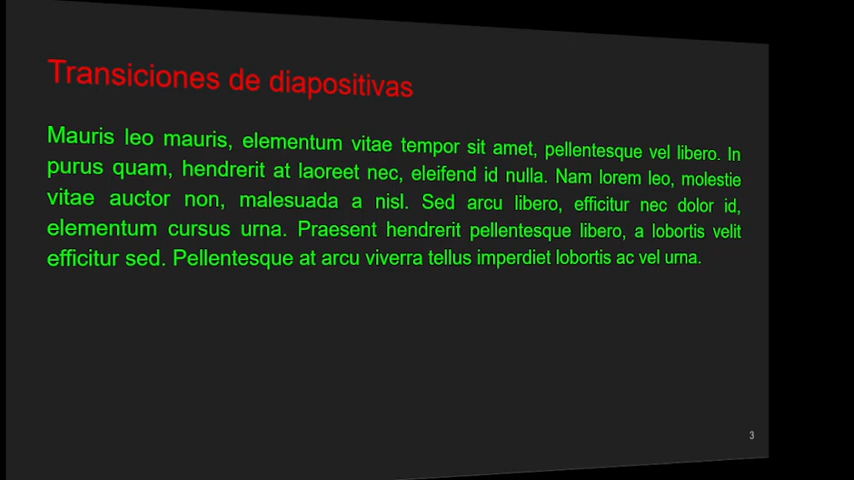 Transiciones de diapositivas
Mauris leo mauris, elementum vitae tempor sit amet, pellentesque vel libero. In
purus quam, hendrerit at laoreet nec, eleifend id nulla. Nam lorem leo, molestie
vitae auctor non, malesuada a nisl. Sed arcu libero, efficitur nec dolor id,
elementum cursus urna. Praesent hendrerit pellentesque libero, a lobortis velit
efficitur sed. Pellentesque at arcu viverra tellus imperdiet lobortis ac vel urna.
3